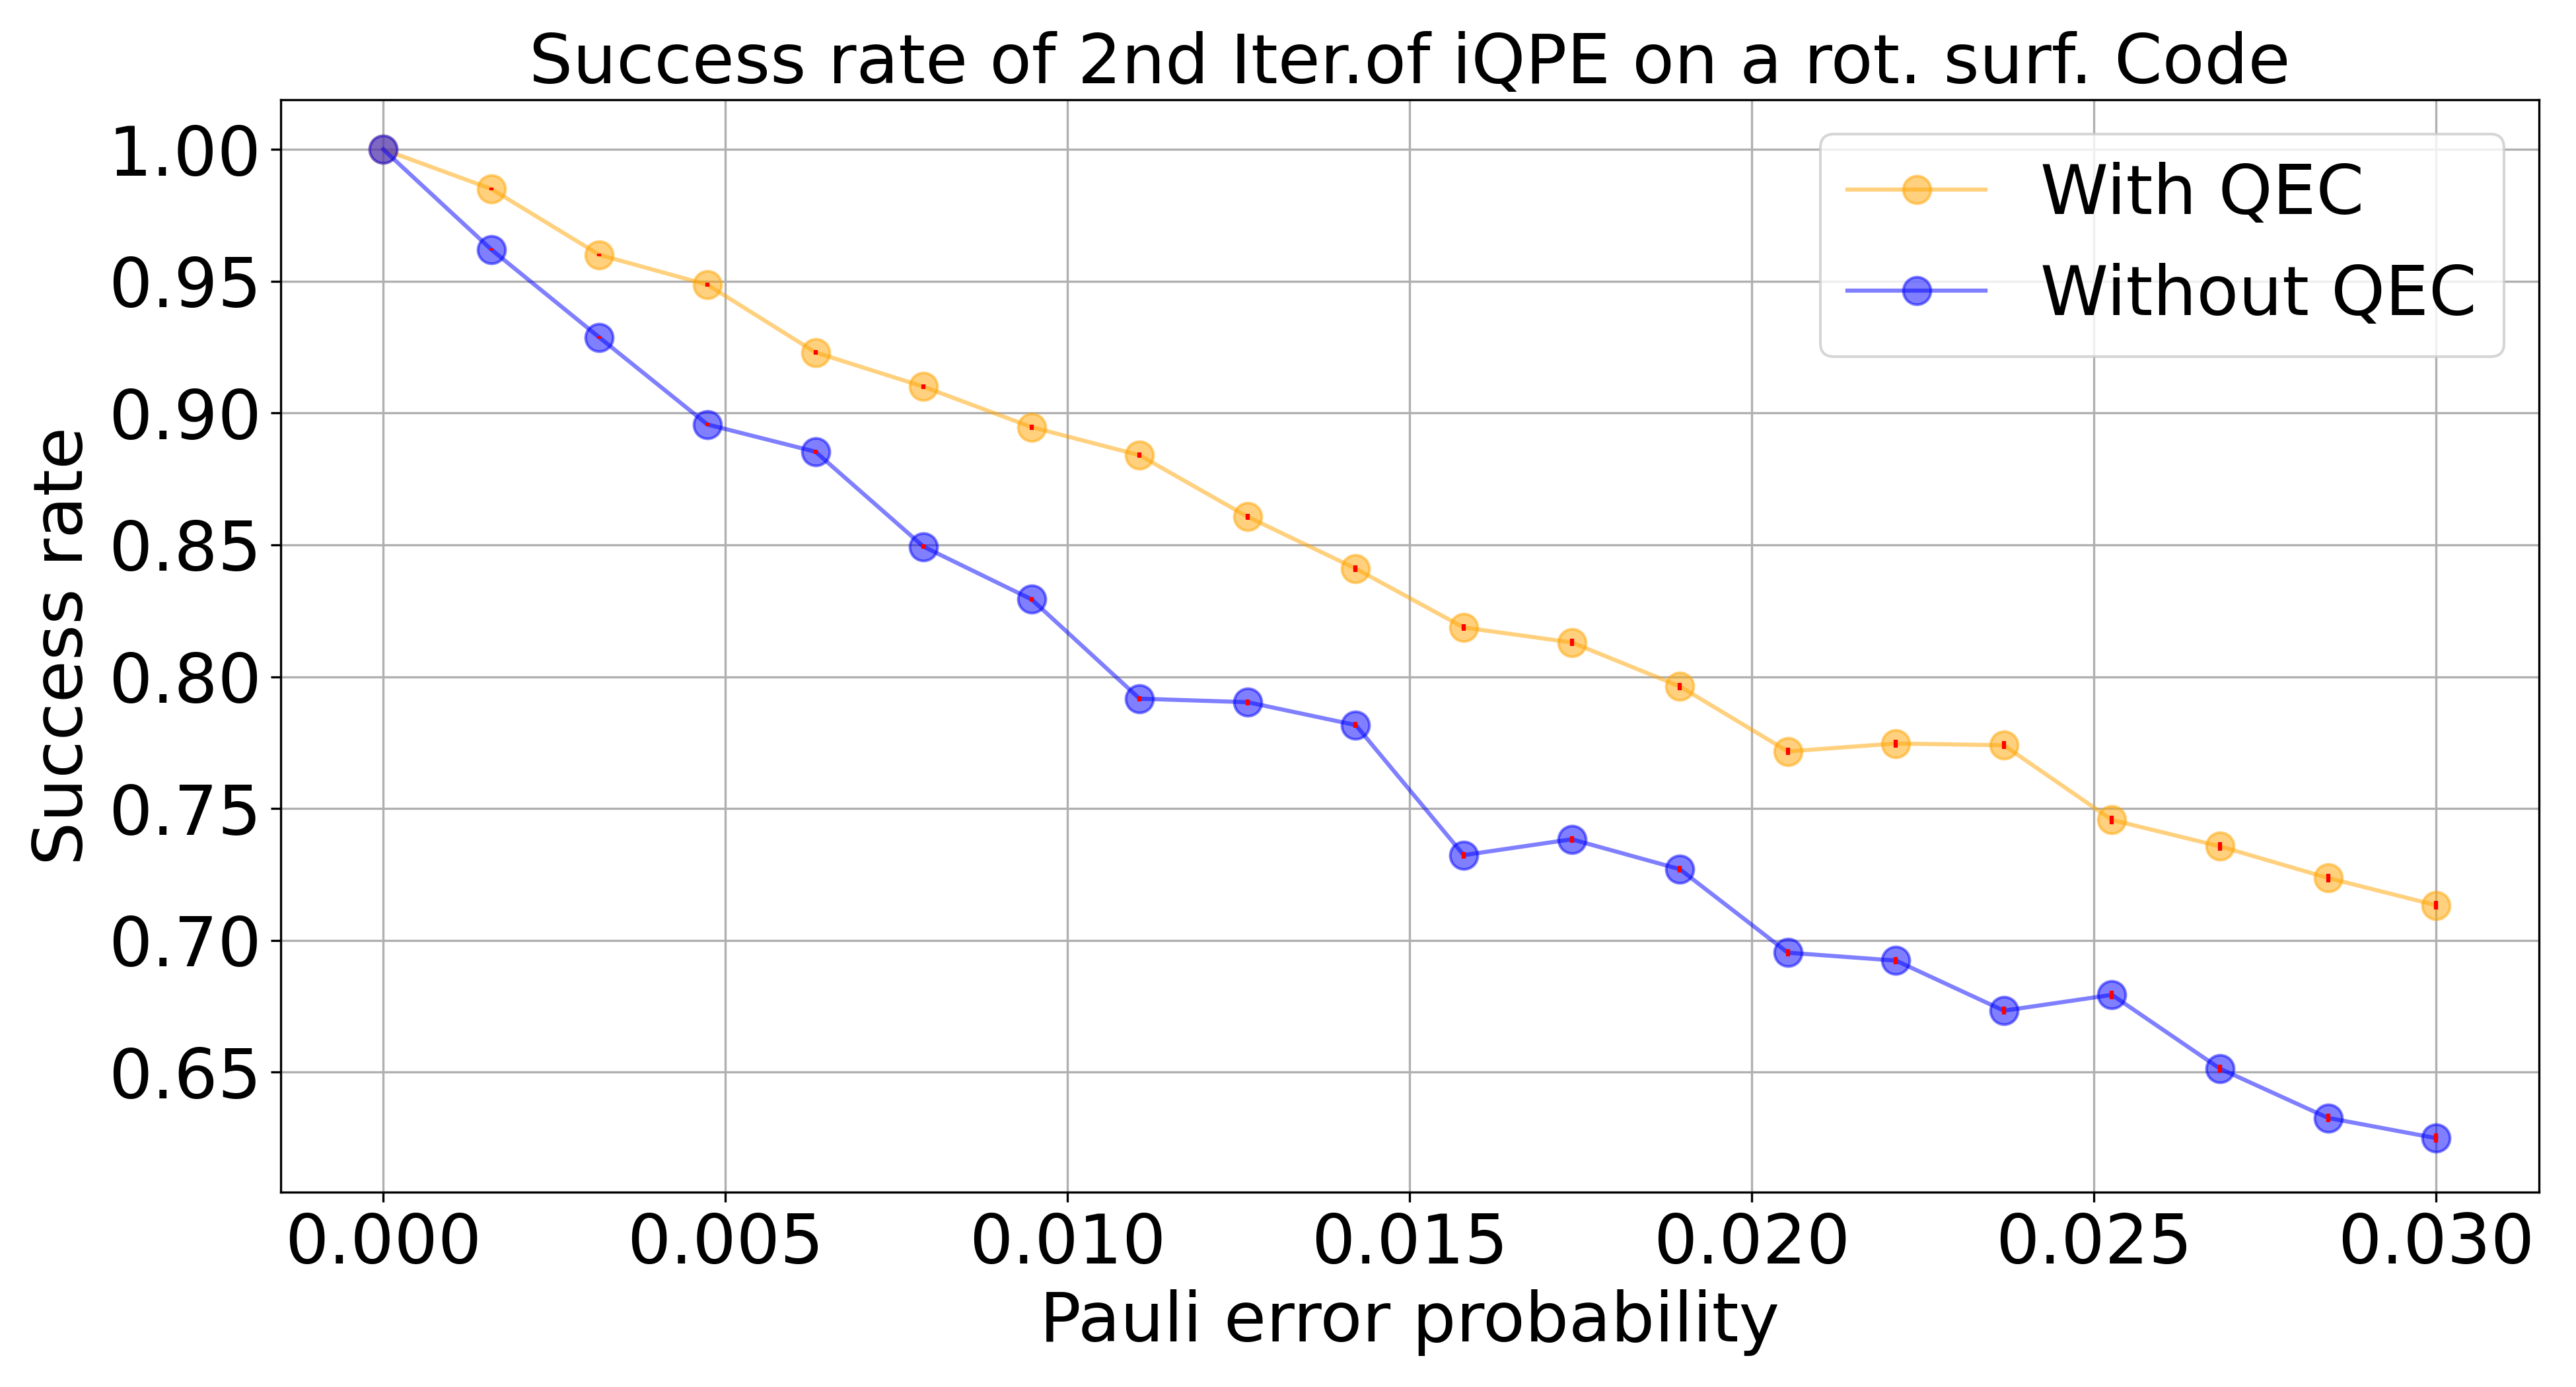 Success rate of 2nd Iter.of iQPE on a rot. surf. Code
With QEC
Without QEC
Success rate
1.00
0.95
0.90
0.85
0.80
0.75
0.70
0.65
0.000 0.005 0.010 0.015 0.020 0.025 0.030
Pauli error probability